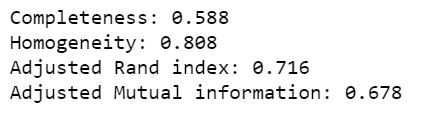 Completeness: 0.588
Homogeneity: 0.808
Adjusted Rand index: 0.716
Adjusted Mutual information: 0.678